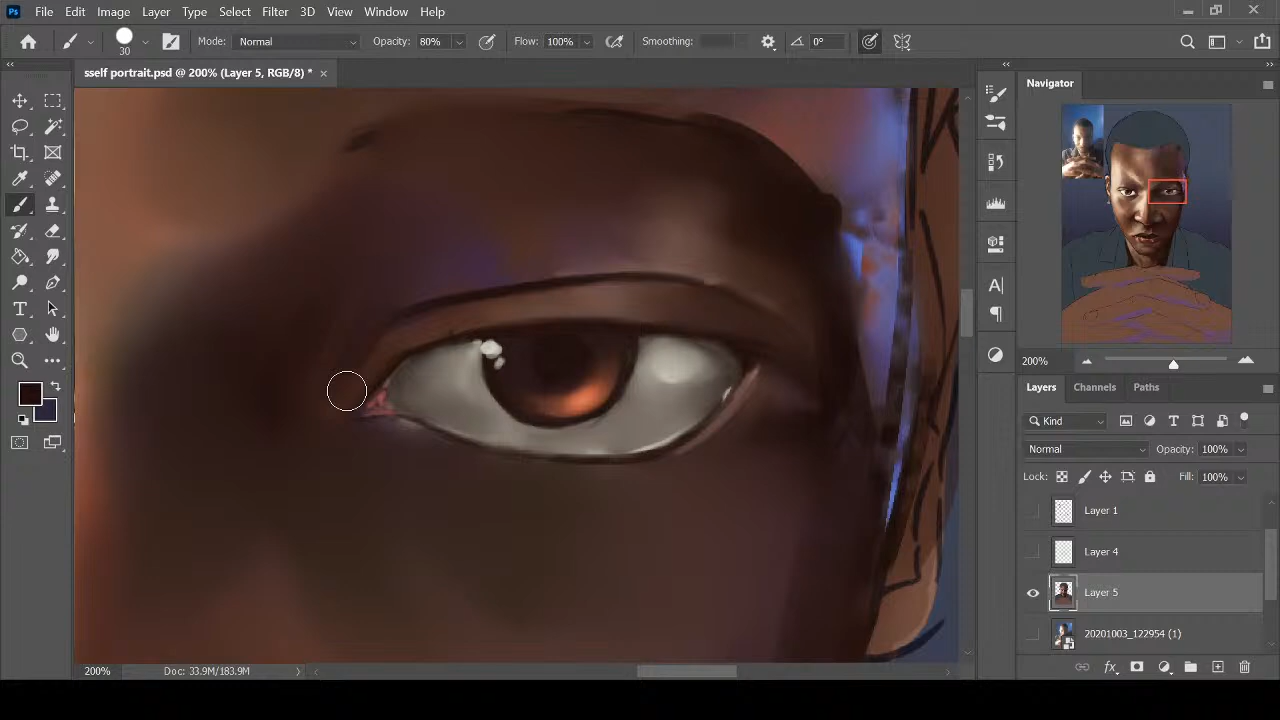 Ps File Edit Image Layer Type Select Filter 3D View Window Help
30 Mode: Normal Opacity: 80% Flow: 100% Smoothing: 0°
sself portrait.psd @ 200% (Layer 5, RGB/8) *
Navigator
200%
Layers Channels Paths
Kind
Normal Opacity: 100%
Lock: Fill: 100%
Layer 1
Layer 4
Layer 5
20201003_122954 (1)
fx
200% Doc: 33.9M/183.9M